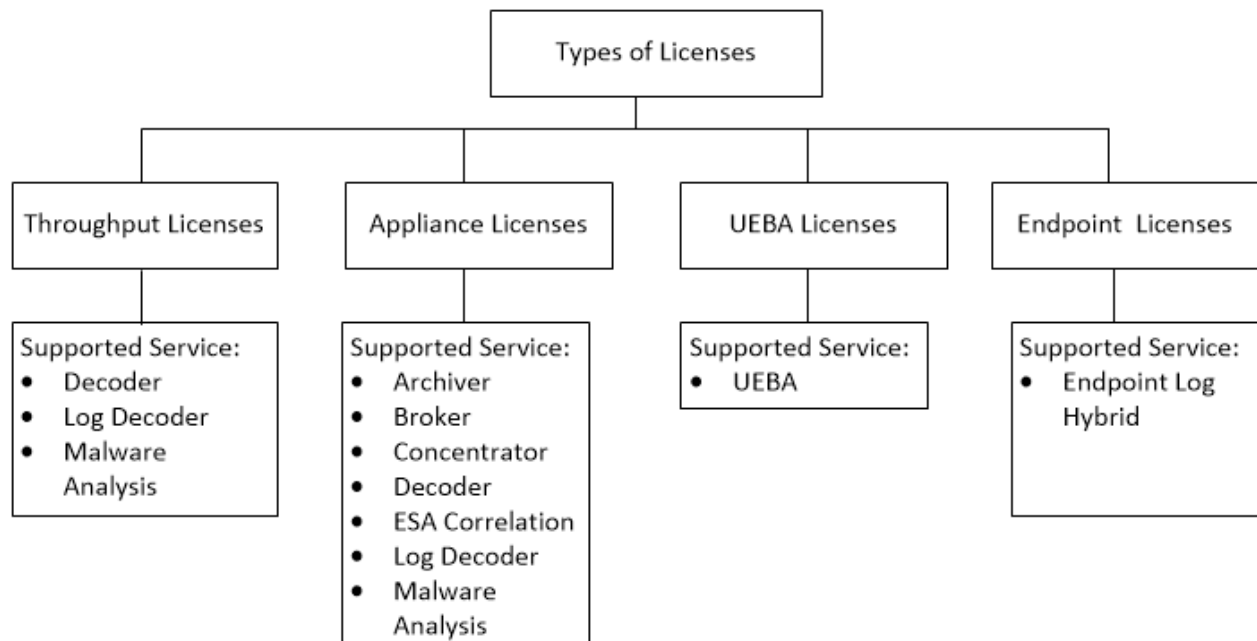 Types of Licenses
Throughput Licenses
Appliance Licenses
UEBA Licenses
Endpoint Licenses
Supported Service:
• Decoder
• Log Decoder
• Malware
Analysis
Supported Service:
• Archiver
• Broker
• Concentrator
• Decoder
• ESA Correlation
• Log Decoder
• Malware
Analysis
Supported Service:
• UEBA
Supported Service:
• Endpoint Log
Hybrid